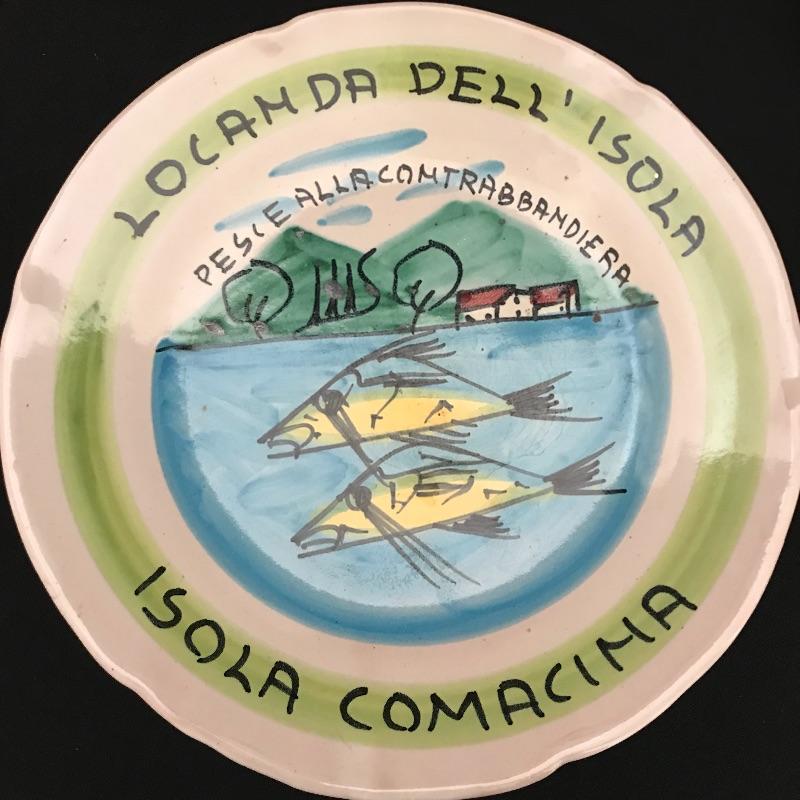 LOCANDA DELL' ISOLA
PESCE ALLA CONTRABBANDIERA
ISOLA COMACINA